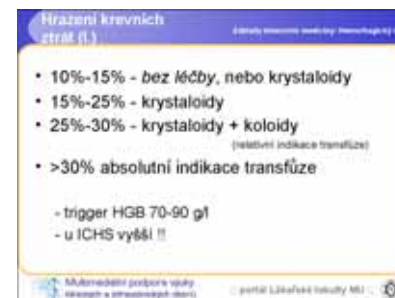 Hrazení krevních
ztrát (I.)
• 10%-15% - bez léčby, nebo krystaloidy
• 15%-25% - krystaloidy
• 25%-30% - krystaloidy + koloidy
(relativní indikace transfúze)
• >30% absolutní indikace transfúze
- trigger HGB 70-90 g/l
- u ICHS vyšší !!
Multimediální podpora výuky
portál Lékařské fakulty MU